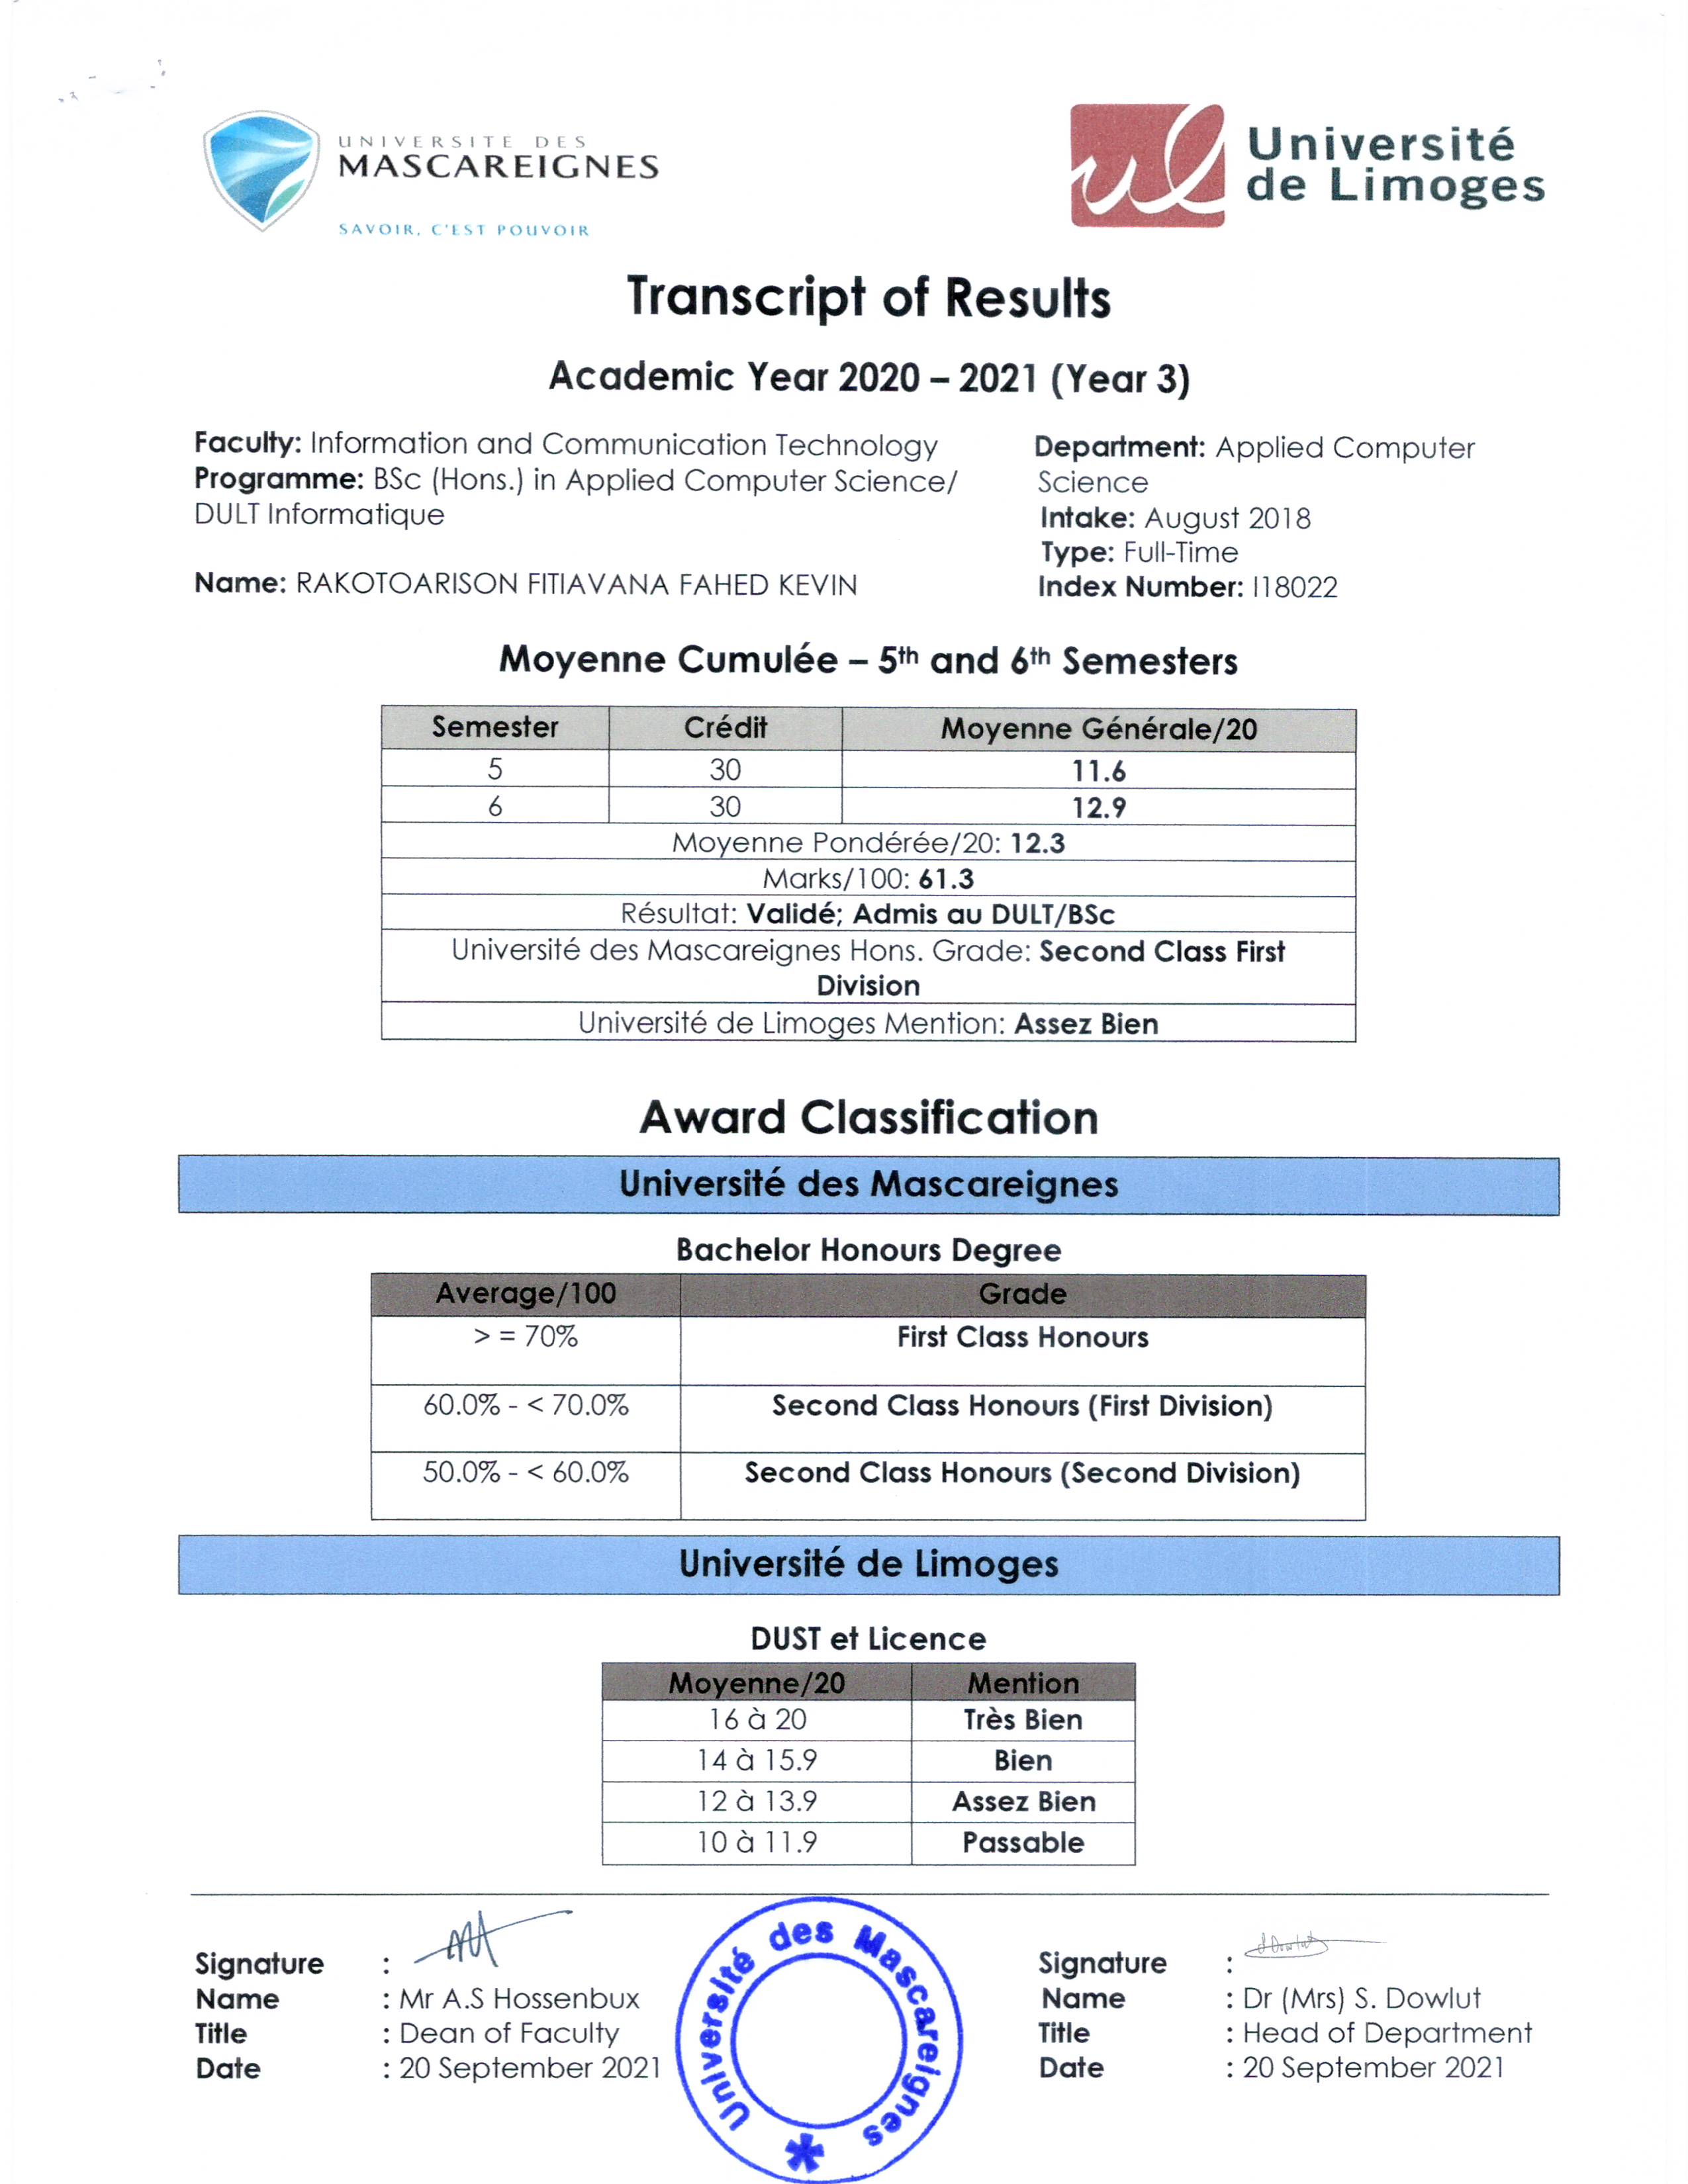 UNIVERSITE DES
MASCAREIGNES
SAVOIR, C'EST POUVOIR
ul
Université
de Limoges
Transcript of Results
Academic Year 2020 – 2021 (Year 3)
Faculty: Information and Communication Technology
Programme: BSc (Hons.) in Applied Computer Science/
DULT Informatique
Name: RAKOTOARISON FITIAVANA FAHED KEVIN
Department: Applied Computer
Science
Intake: August 2018
Type: Full-Time
Index Number: I18022
Moyenne Cumulée – 5th and 6th Semesters
Semester Crédit Moyenne Générale/20
5 30 11.6
6 30 12.9
Moyenne Pondérée/20: 12.3
Marks/100: 61.3
Résultat: Validé; Admis au DULT/BSc
Université des Mascareignes Hons. Grade: Second Class First
Division
Université de Limoges Mention: Assez Bien
Award Classification
Université des Mascareignes
Bachelor Honours Degree
Average/100 Grade
> = 70% First Class Honours
60.0% - < 70.0% Second Class Honours (First Division)
50.0% - < 60.0% Second Class Honours (Second Division)
Université de Limoges
DUST et Licence
Moyenne/20 Mention
16 à 20 Très Bien
14 à 15.9 Bien
12 à 13.9 Assez Bien
10 à 11.9 Passable
Signature :
Name : Mr A.S Hossenbux
Title : Dean of Faculty
Date : 20 September 2021
Université des Mascareignes *
Signature :
Name : Dr (Mrs) S. Dowlut
Title : Head of Department
Date : 20 September 2021